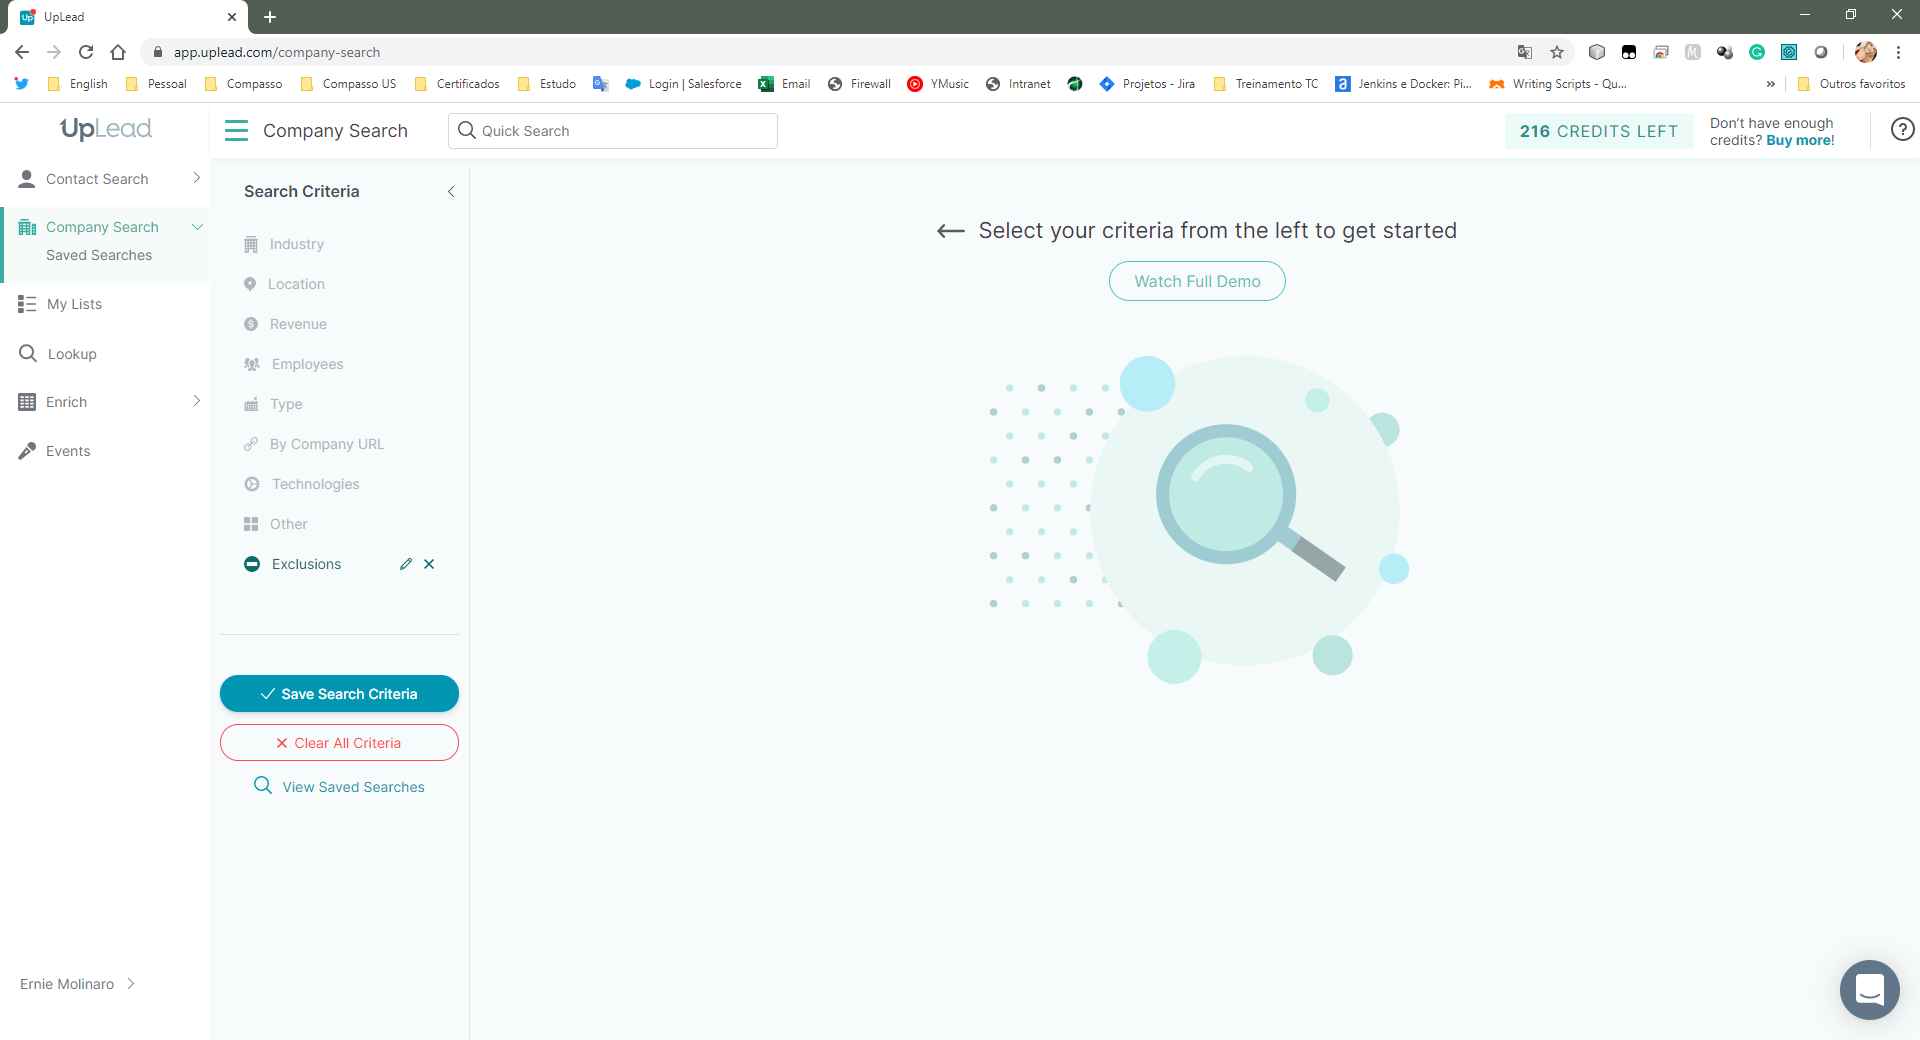 UpLead
app.uplead.com/company-search
English Pessoal Compasso Compasso US Certificados Estudo Login | Salesforce Email Firewall YMusic Intranet Projetos - Jira Treinamento TC Jenkins e Docker: Pi... Writing Scripts - Qu... » Outros favoritos
UpLead
Company Search
Quick Search
216 CREDITS LEFT
Don't have enough
credits? Buy more!
Contact Search
Company Search
Saved Searches
My Lists
Lookup
Enrich
Events
Ernie Molinaro
Search Criteria
Industry
Location
Revenue
Employees
Type
By Company URL
Technologies
Other
Exclusions
Save Search Criteria
Clear All Criteria
View Saved Searches
Select your criteria from the left to get started
Watch Full Demo